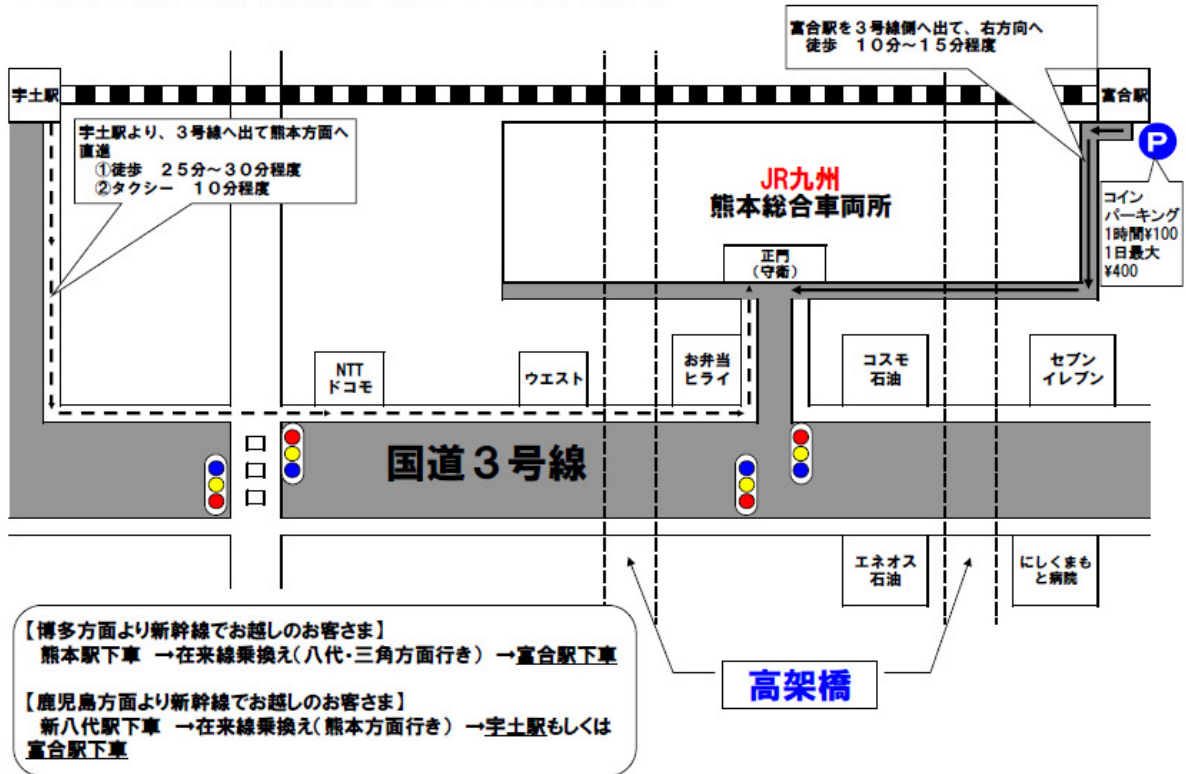 富合駅を3号線側へ出て、右方向へ
徒歩 10分~15分程度
宇土駅
富合駅
宇土駅より、3号線へ出て熊本方面へ
直進
①徒歩 25分~30分程度
②タクシー 10分程度
P
JR九州
熊本総合車両所
コイン
パーキング
1時間¥100
1日最大
¥400
正門
(守衛)
NTT
ドコモ
ウエスト
お弁当
ヒライ
コスモ
石油
セブン
イレブン
国道3号線
エネオス
石油
にしくまも
と病院
【博多方面より新幹線でお越しのお客さま】
熊本駅下車 →在来線乗換え(八代・三角方面行き) →富合駅下車
【鹿児島方面より新幹線でお越しのお客さま】
新八代駅下車 →在来線乗換え(熊本方面行き) →宇土駅もしくは
富合駅下車
高架橋